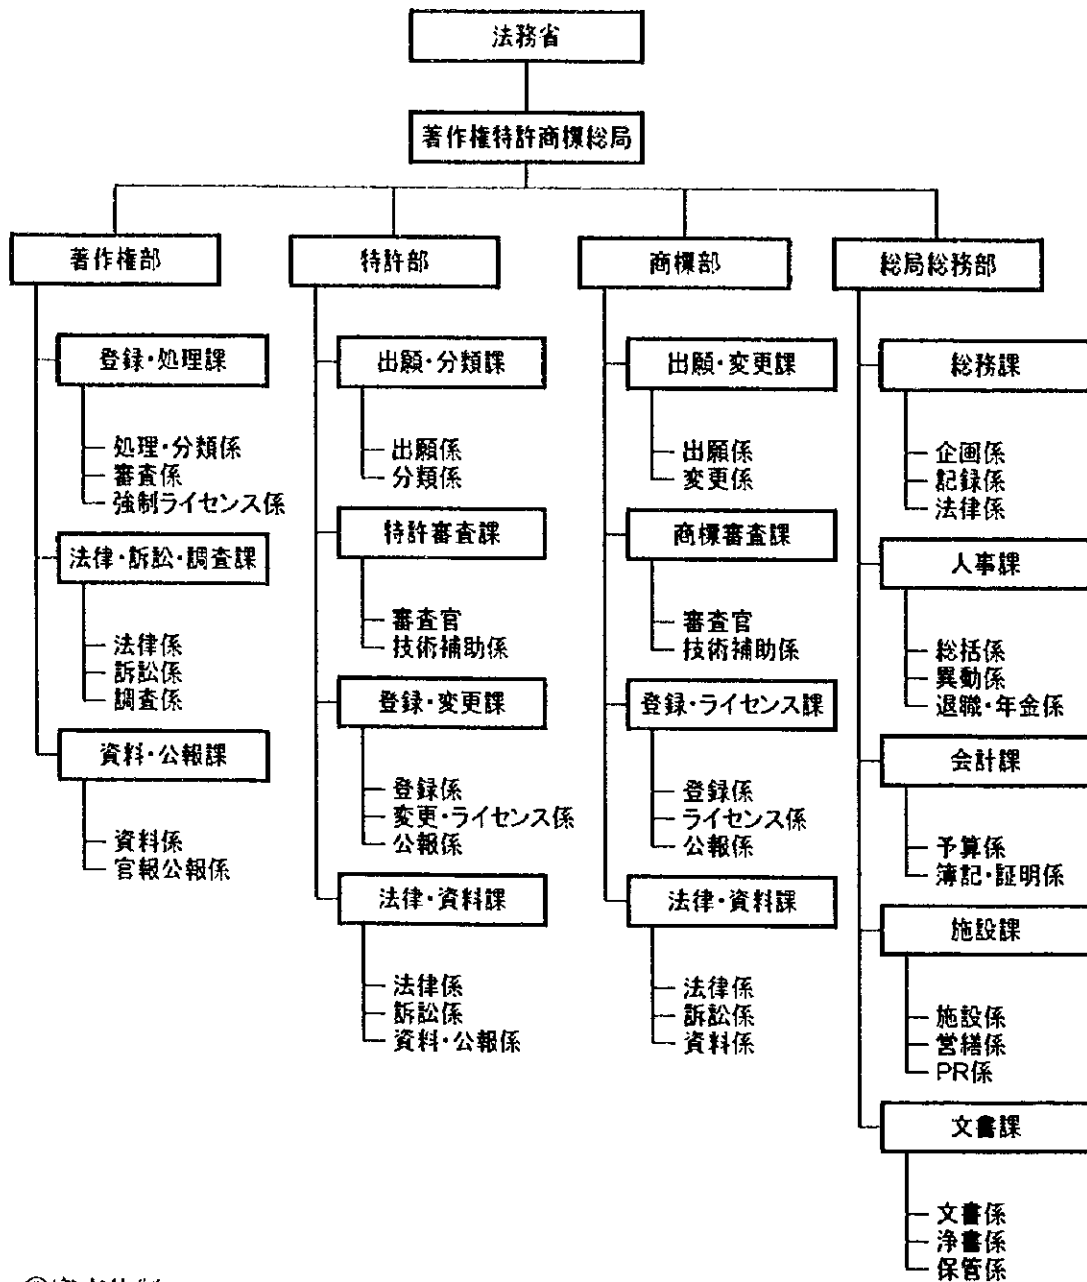 法務省
著作権特許商標総局
著作権部
登録・処理課
処理・分類係
審査係
強制ライセンス係
法律・訴訟・調査課
法律係
訴訟係
調査係
資料・公報課
資料係
官報公報係
特許部
出願・分類課
出願係
分類係
特許審査課
審査官
技術補助係
登録・変更課
登録係
変更・ライセンス係
公報係
法律・資料課
法律係
訴訟係
資料・公報係
商標部
出願・変更課
出願係
変更係
商標審査課
審査官
技術補助係
登録・ライセンス課
登録係
ライセンス係
公報係
法律・資料課
法律係
訴訟係
資料係
総局総務部
総務課
企画係
記録係
法律係
人事課
総括係
異動係
退職・年金係
会計課
予算係
簿記・証明係
施設課
施設係
営繕係
PR係
文書課
文書係
浄書係
保管係